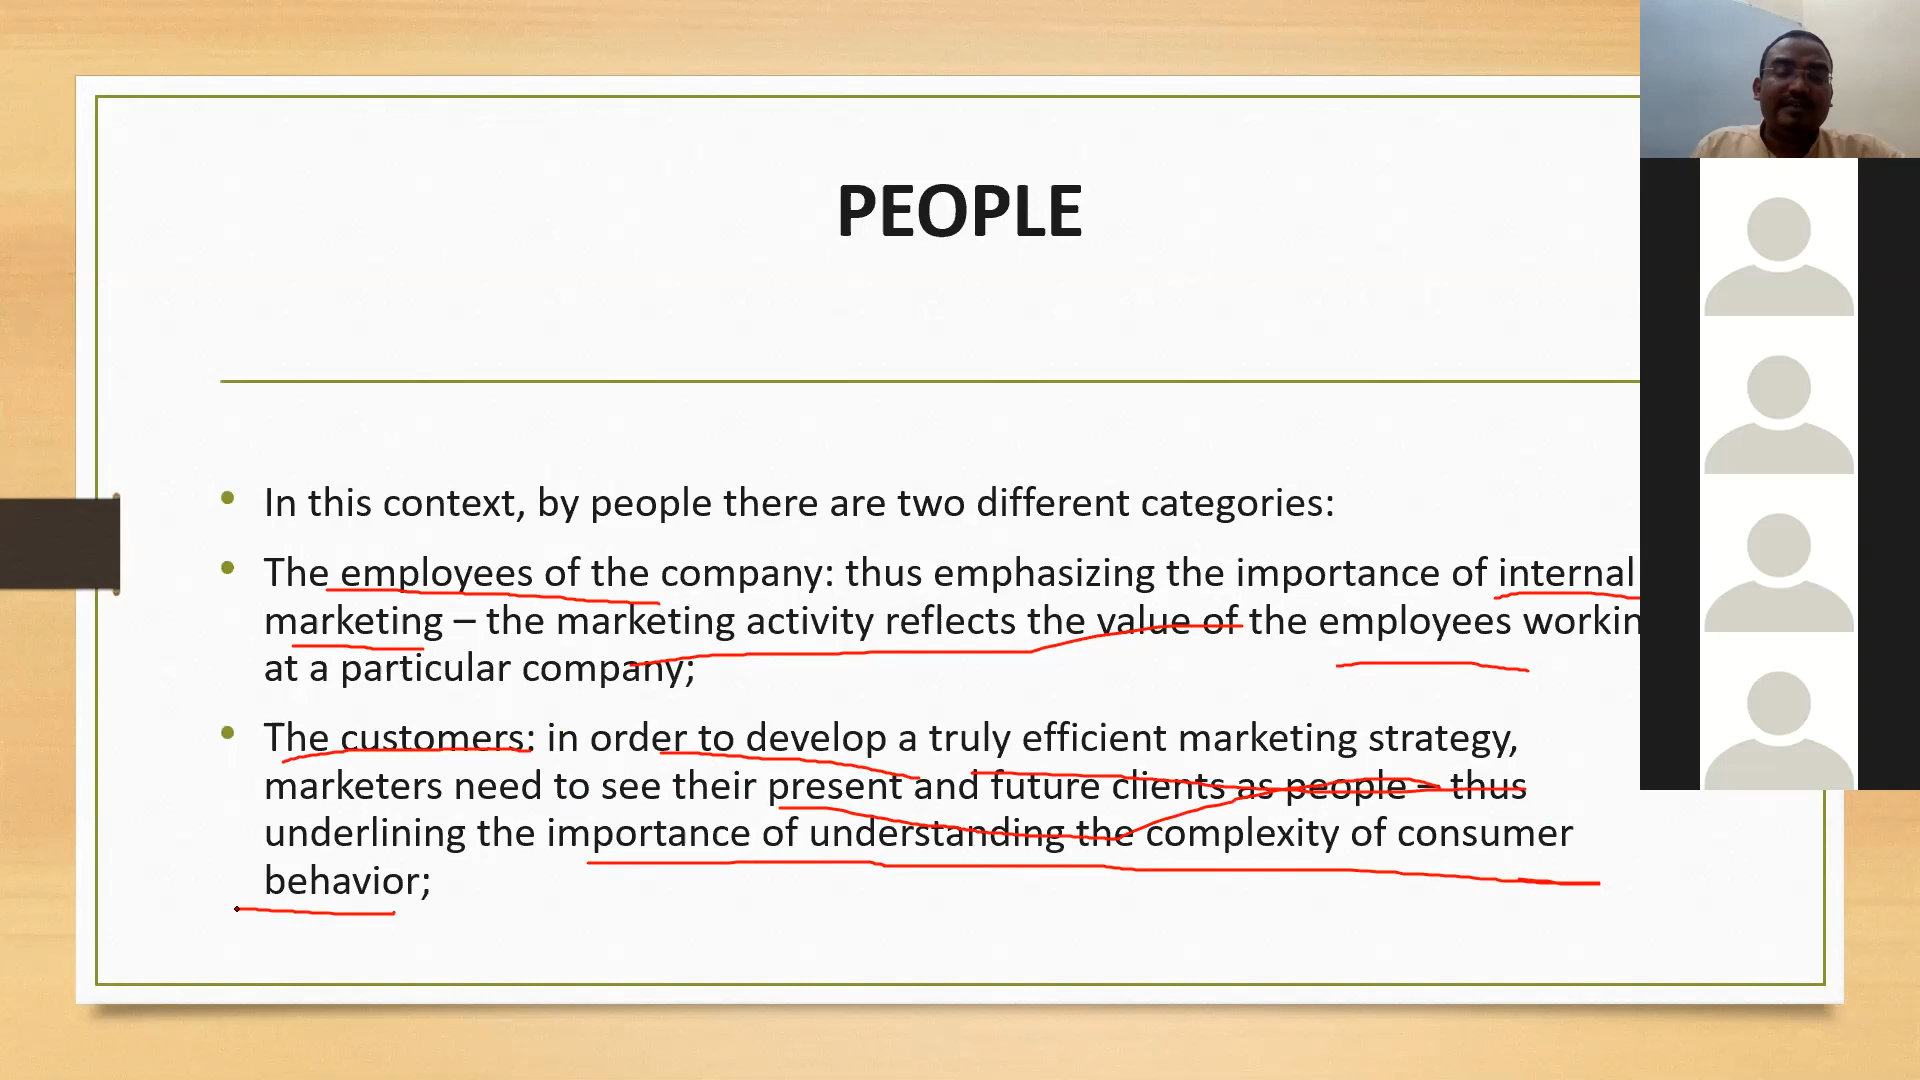 PEOPLE
• In this context, by people there are two different categories:
• The employees of the company: thus emphasizing the importance of internal
marketing – the marketing activity reflects the value of the employees workin
at a particular company;
• The customers: in order to develop a truly efficient marketing strategy,
marketers need to see their present and future clients as people – thus
underlining the importance of understanding the complexity of consumer
behavior;